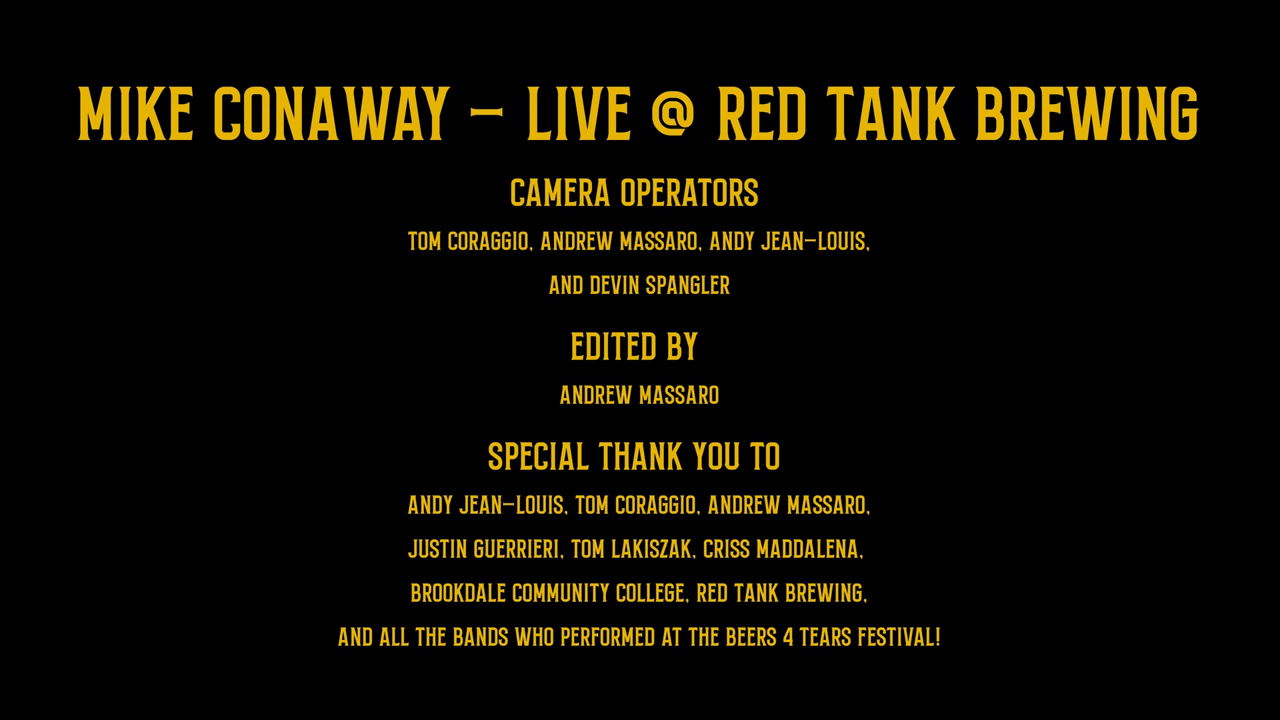 MIKE CONAWAY – LIVE @ RED TANK BREWING
CAMERA OPERATORS
TOM CORAGGIO, ANDREW MASSARO, ANDY JEAN-LOUIS,
AND DEVIN SPANGLER
EDITED BY
ANDREW MASSARO
SPECIAL THANK YOU TO
ANDY JEAN-LOUIS, TOM CORAGGIO, ANDREW MASSARO,
JUSTIN GUERRIERI, TOM LAKISZAK, CRISS MADDALENA,
BROOKDALE COMMUNITY COLLEGE, RED TANK BREWING,
AND ALL THE BANDS WHO PERFORMED AT THE BEERS 4 TEARS FESTIVAL!